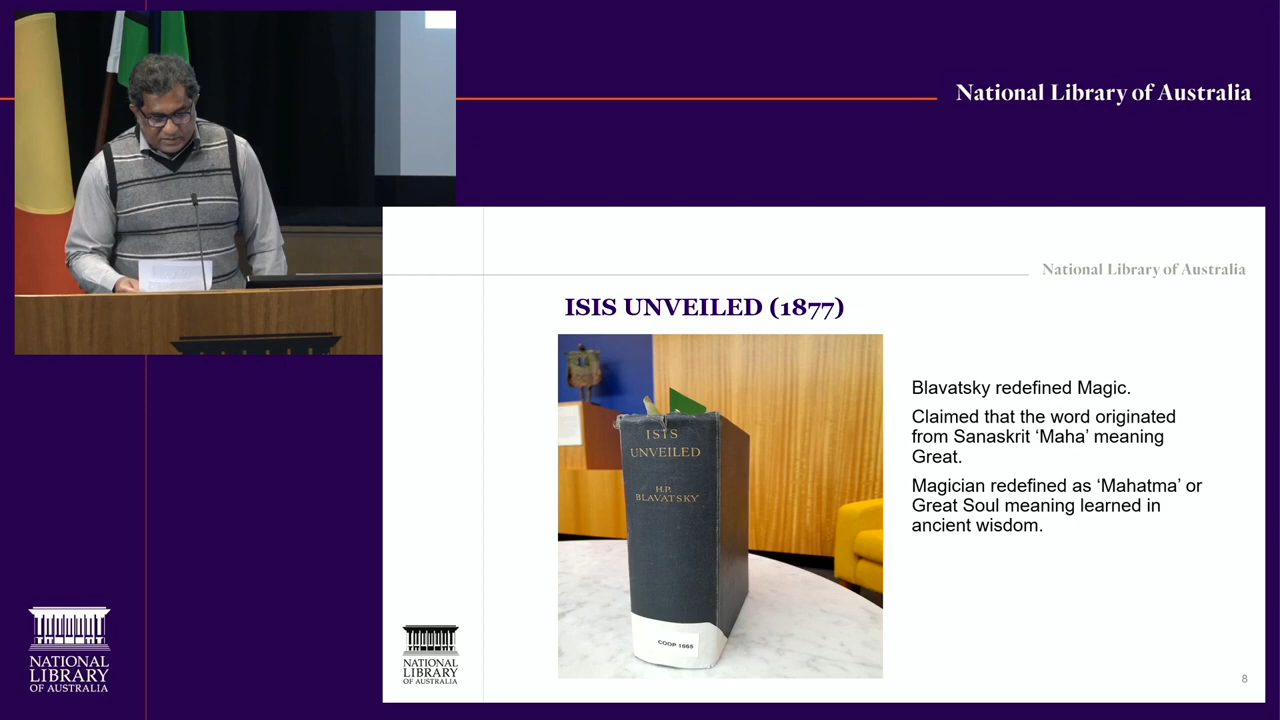 National Library of Australia
National Library of Australia
ISIS UNVEILED (1877)
ISIS
UNVEILED
H.P.
BLAVATSKY
COOP 1665
Blavatsky redefined Magic.
Claimed that the word originated
from Sanaskrit ‘Maha’ meaning
Great.
Magician redefined as ‘Mahatma’ or
Great Soul meaning learned in
ancient wisdom.
NATIONAL
LIBRARY
OF AUSTRALIA
NATIONAL
LIBRARY
OF AUSTRALIA
8